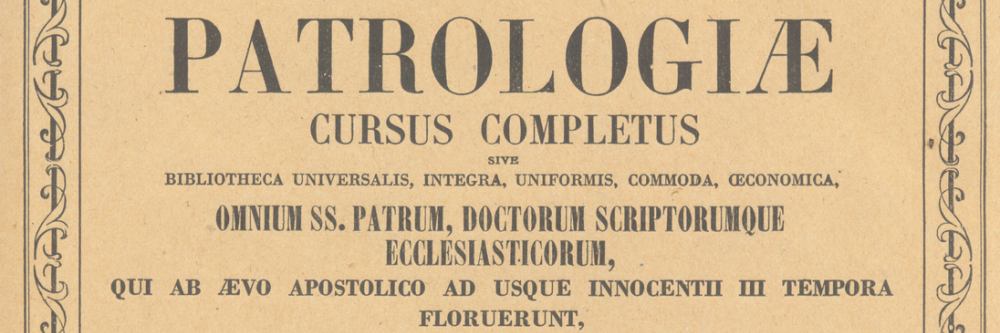 PATROLOGIÆ
CURSUS COMPLETUS
SIVE
BIBLIOTHECA UNIVERSALIS, INTEGRA, UNIFORMIS, COMMODA, ŒCONOMICA,
OMNIUM SS. PATRUM, DOCTORUM SCRIPTORUMQUE
ECCLESIASTICORUM,
QUI AB ÆVO APOSTOLICO AD USQUE INNOCENTII III TEMPORA
FLORUERUNT,